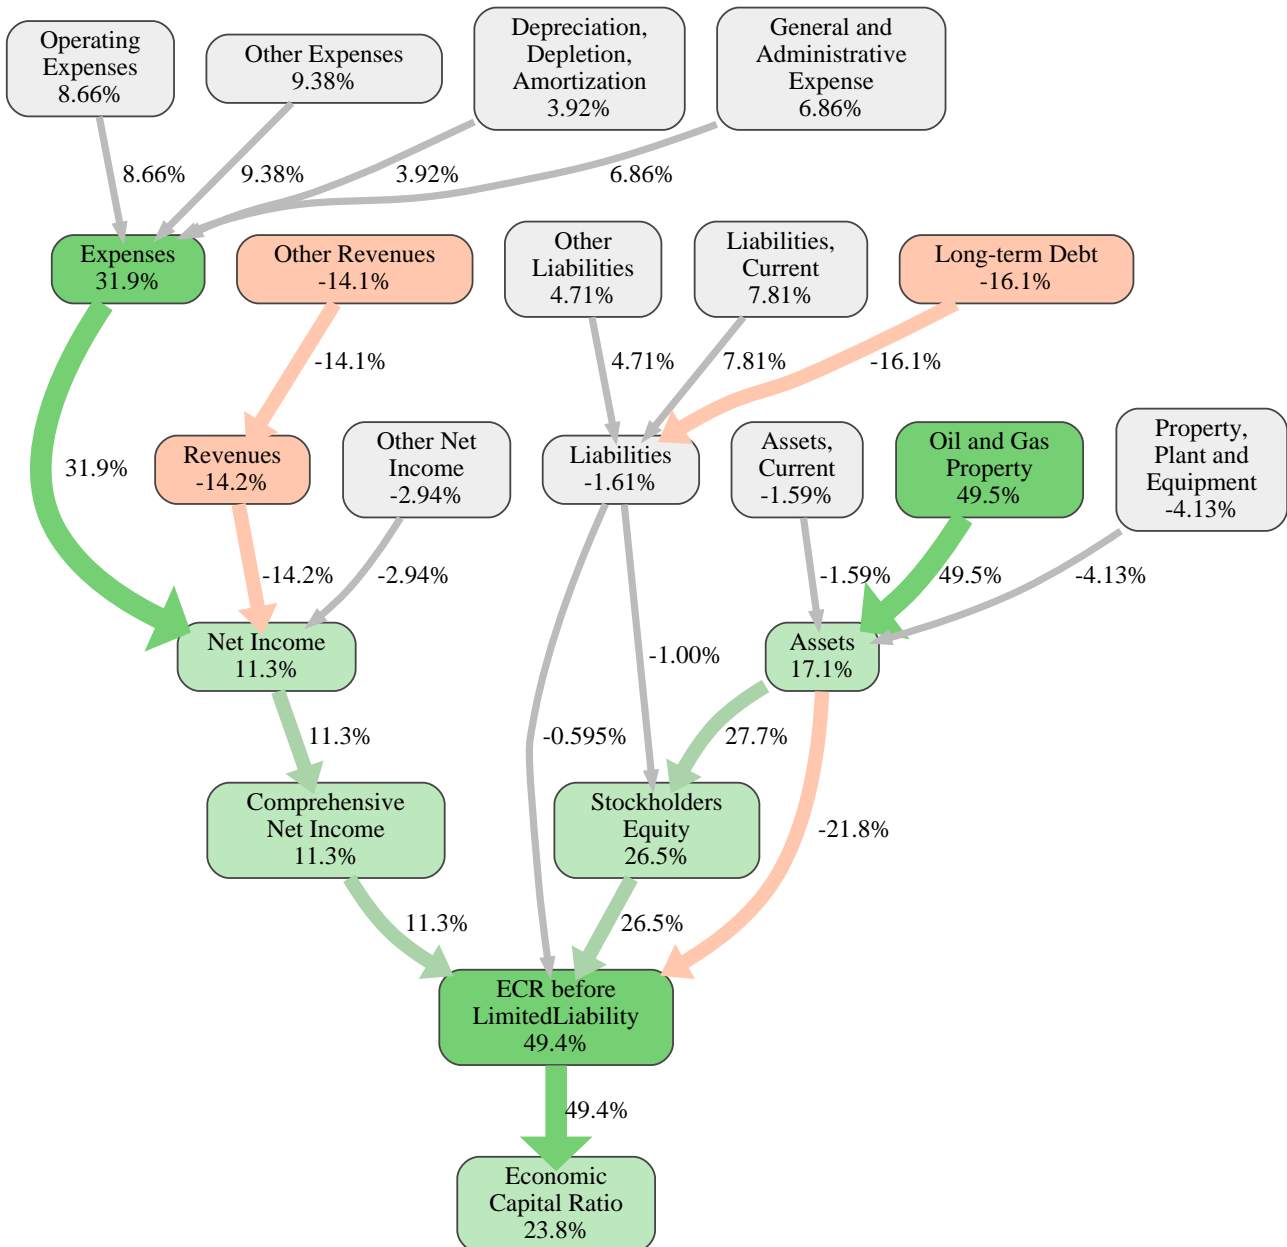 Operating
Expenses
8.66%
Other Expenses
9.38%
Depreciation,
Depletion,
Amortization
3.92%
General and
Administrative
Expense
6.86%
8.66%
9.38%
3.92%
6.86%
Expenses
31.9%
Other Revenues
-14.1%
Other
Liabilities
4.71%
Liabilities,
Current
7.81%
Long-term Debt
-16.1%
-14.1%
4.71%
7.81%
-16.1%
31.9%
Revenues
-14.2%
Other Net
Income
-2.94%
Liabilities
-1.61%
Assets,
Current
-1.59%
Oil and Gas
Property
49.5%
Property,
Plant and
Equipment
-4.13%
-14.2%
-2.94%
-1.59%
49.5%
-4.13%
Net Income
11.3%
-1.00%
Assets
17.1%
11.3%
-0.595%
27.7%
Comprehensive
Net Income
11.3%
Stockholders
Equity
26.5%
-21.8%
11.3%
26.5%
ECR before
LimitedLiability
49.4%
49.4%
Economic
Capital Ratio
23.8%